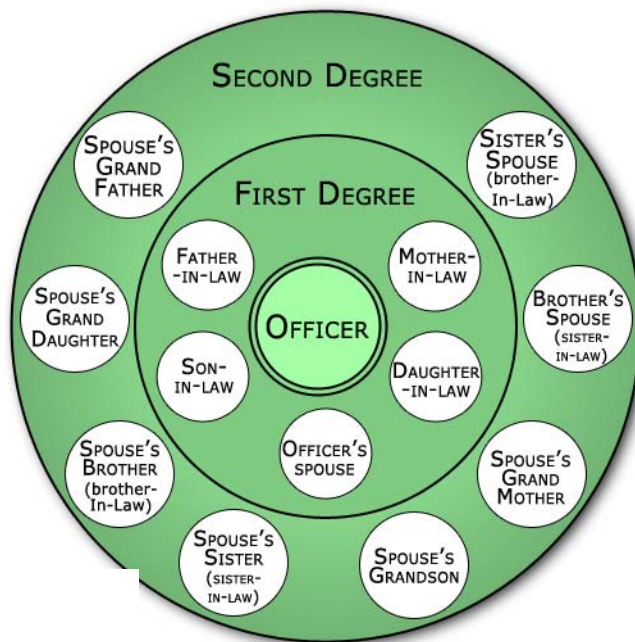 Second Degree
Spouse's
Grand
Father
Sister's
Spouse
(brother-
In-Law)
First Degree
Father
-in-law
Mother-
in-law
Spouse's
Grand
Daughter
Officer
Brother's
Spouse
(sister-
in-law)
Son-
in-law
Daughter
-in-law
Officer's
spouse
Spouse's
Brother
(brother-
In-Law)
Spouse's
Grand
Mother
Spouse's
Sister
(sister-
in-law)
Spouse's
Grandson